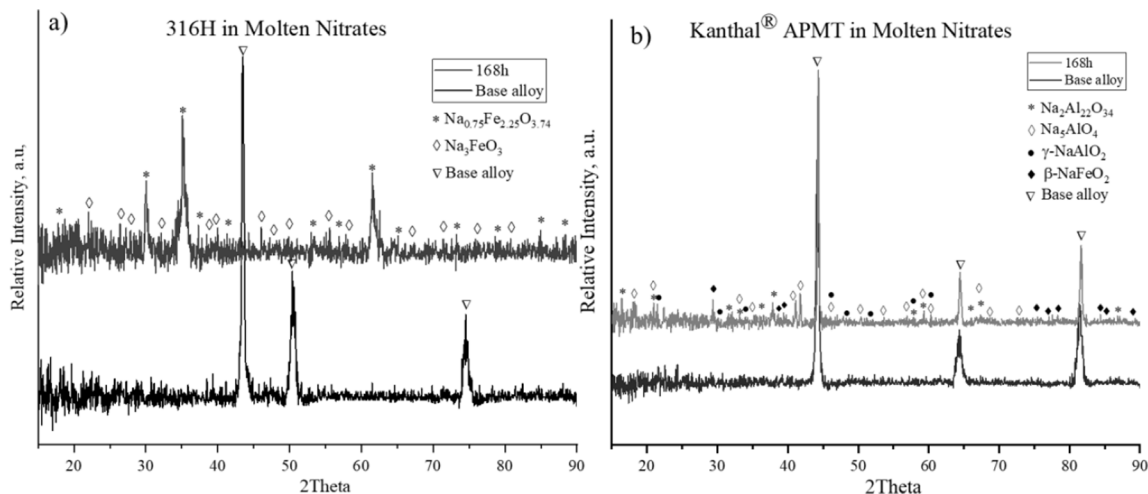 a)
316H in Molten Nitrates
168h
Base alloy
* Na0.75Fe2.25O3.74
◊ Na3FeO3
▽ Base alloy
Relative Intensity, a.u,
20 30 40 50 60 70 80 90
2Theta
b)
Kanthal® APMT in Molten Nitrates
168h
Base alloy
* Na2Al22O34
◊ Na5AlO4
● γ-NaAlO2
◆ β-NaFeO2
▽ Base alloy
Relative Intensity, a.u.
20 30 40 50 60 70 80 90
2Theta